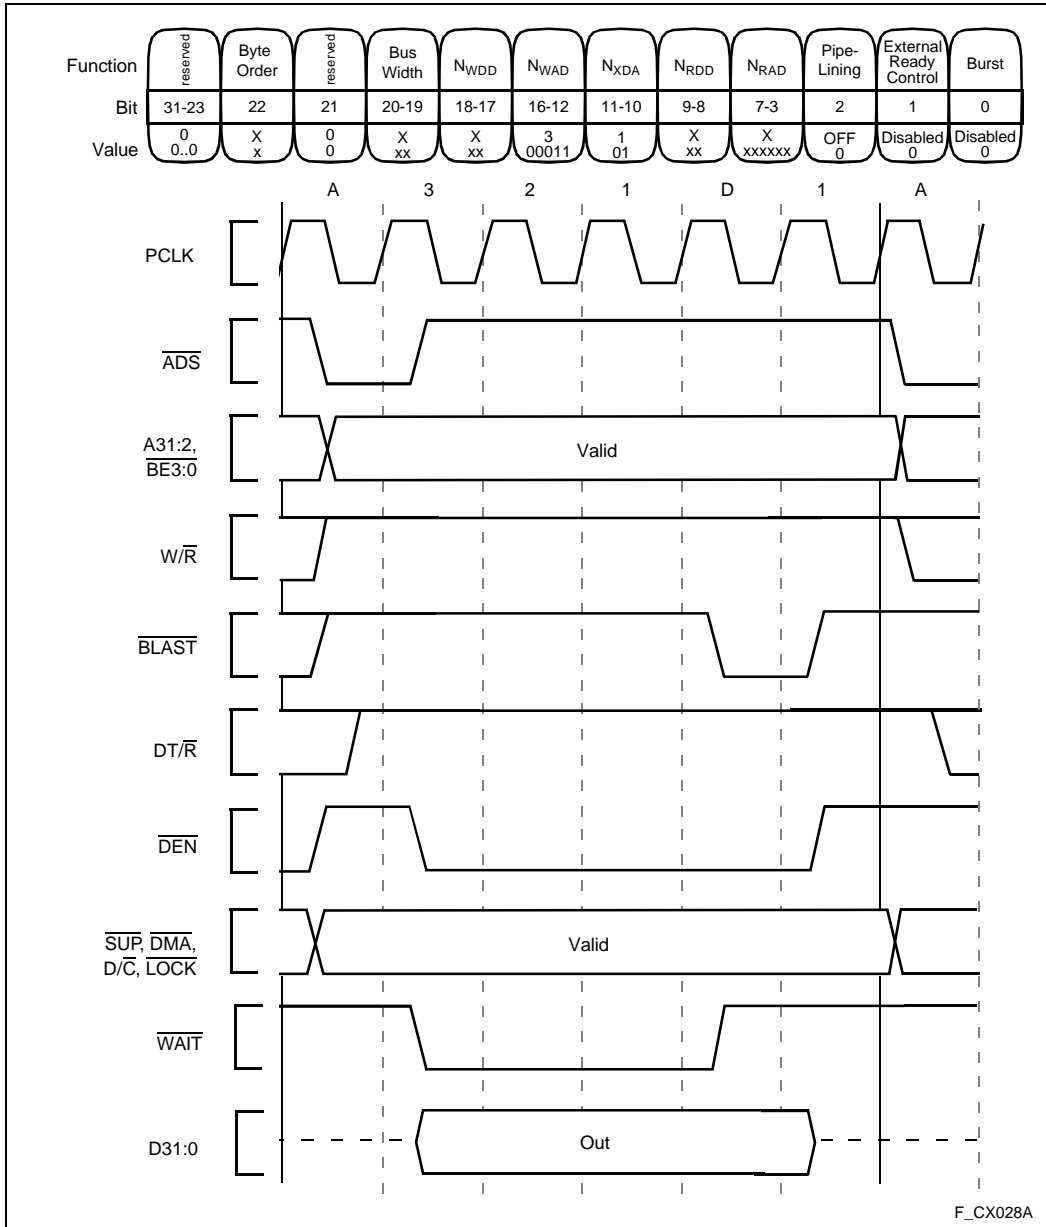 Function reserved Byte Order reserved Bus Width NWDD NWAD NXDA NRDD NRAD Pipe-Lining External Ready Control Burst
Bit 31-23 22 21 20-19 18-17 16-12 11-10 9-8 7-3 2 1 0
Value 0 X 0 X X 3 1 X X OFF Disabled Disabled
0..0 x 0 xx xx 00011 01 xx xxxxxx 0 0 0
A 3 2 1 D 1 A
PCLK
ADS
A31:2,
BE3:0
Valid
W/R
BLAST
DT/R
DEN
SUP, DMA,
D/C, LOCK
Valid
WAIT
D31:0
Out
F_CX028A